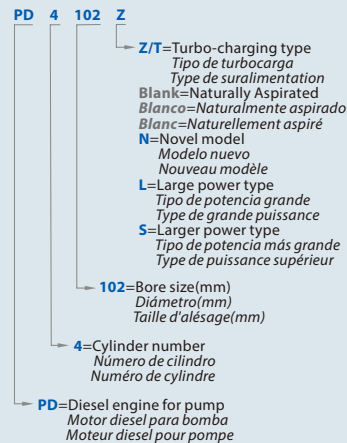 PD 4 102 Z
Z/T=Turbo-charging type
Tipo de turbocarga
Type de suralimentation
Blank=Naturally Aspirated
Blanco=Naturalmente aspirado
Blanc=Naturellement aspiré
N=Novel model
Modelo nuevo
Nouveau modèle
L=Large power type
Tipo de potencia grande
Type de grande puissance
S=Larger power type
Tipo de potencia más grande
Type de puissance supérieur
102=Bore size(mm)
Diámetro(mm)
Taille d'alésage(mm)
4=Cylinder number
Número de cilindro
Numéro de cylindre
PD=Diesel engine for pump
Motor diesel para bomba
Moteur diesel pour pompe